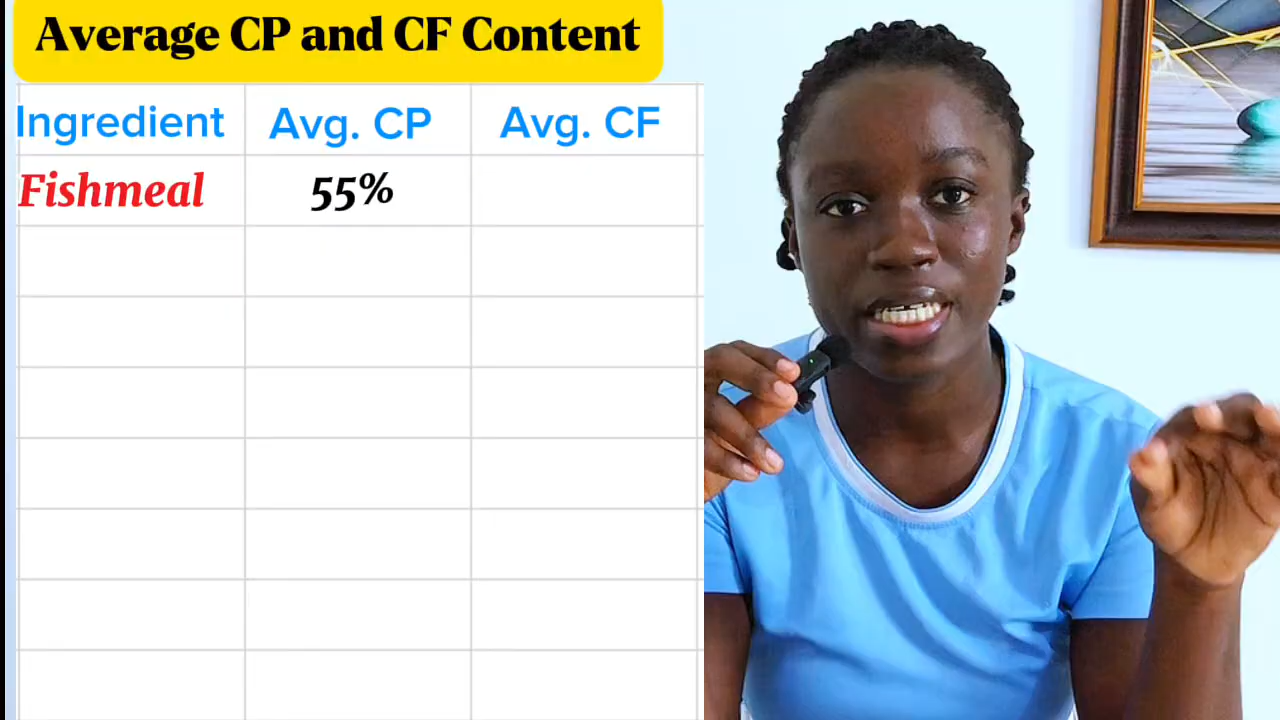 Average CP and CF Content
Ingredient Avg. CP Avg. CF
Fishmeal 55%